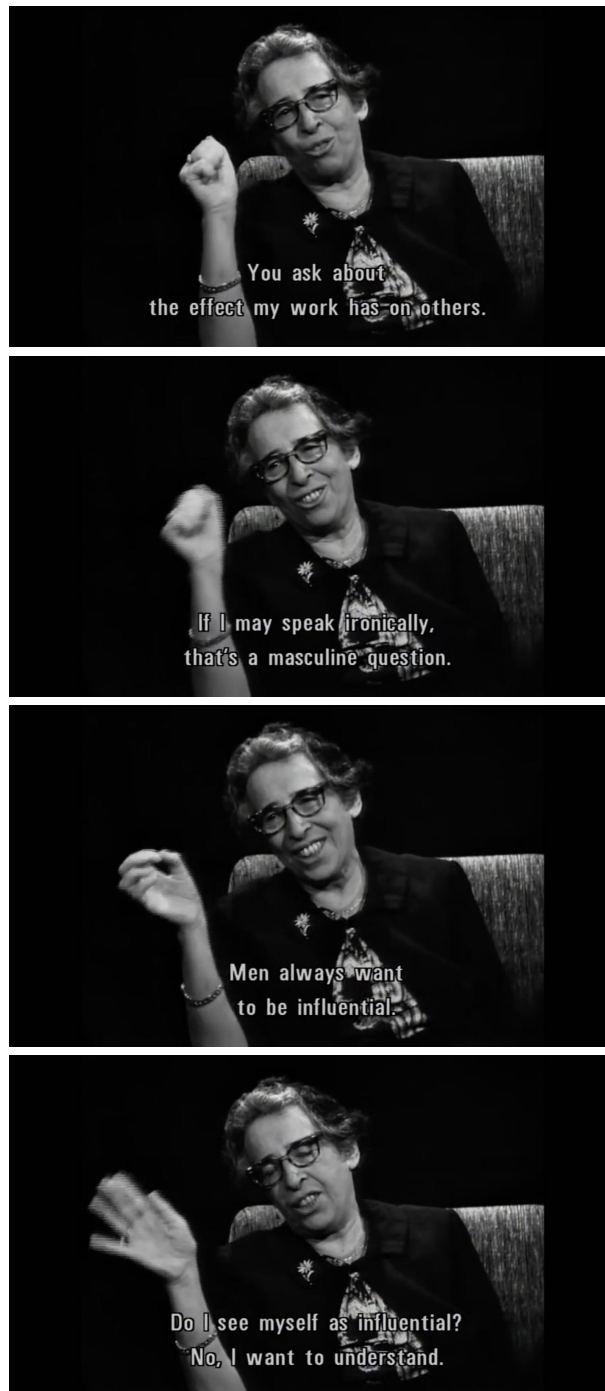 You ask about
the effect my work has on others.
If I may speak ironically,
that's a masculine question.
Men always want
to be influential.
Do I see myself as influential?
No, I want to understand.